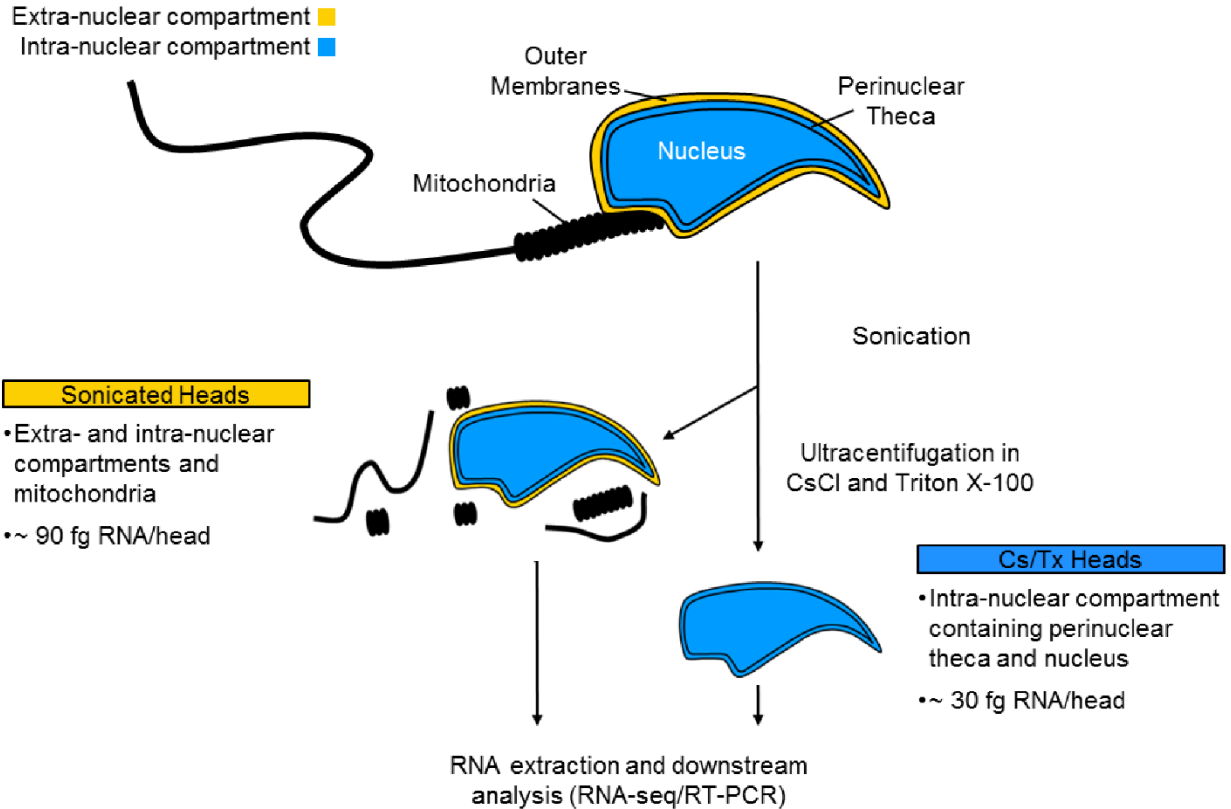 Extra-nuclear compartment
Intra-nuclear compartment
Outer
Membranes
Perinuclear
Theca
Nucleus
Mitochondria
Sonication
Sonicated Heads
•Extra- and intra-nuclear
compartments and
mitochondria
•~ 90 fg RNA/head
Ultracentifugation in
CsCl and Triton X-100
Cs/Tx Heads
•Intra-nuclear compartment
containing perinuclear
theca and nucleus
•~ 30 fg RNA/head
RNA extraction and downstream
analysis (RNA-seq/RT-PCR)